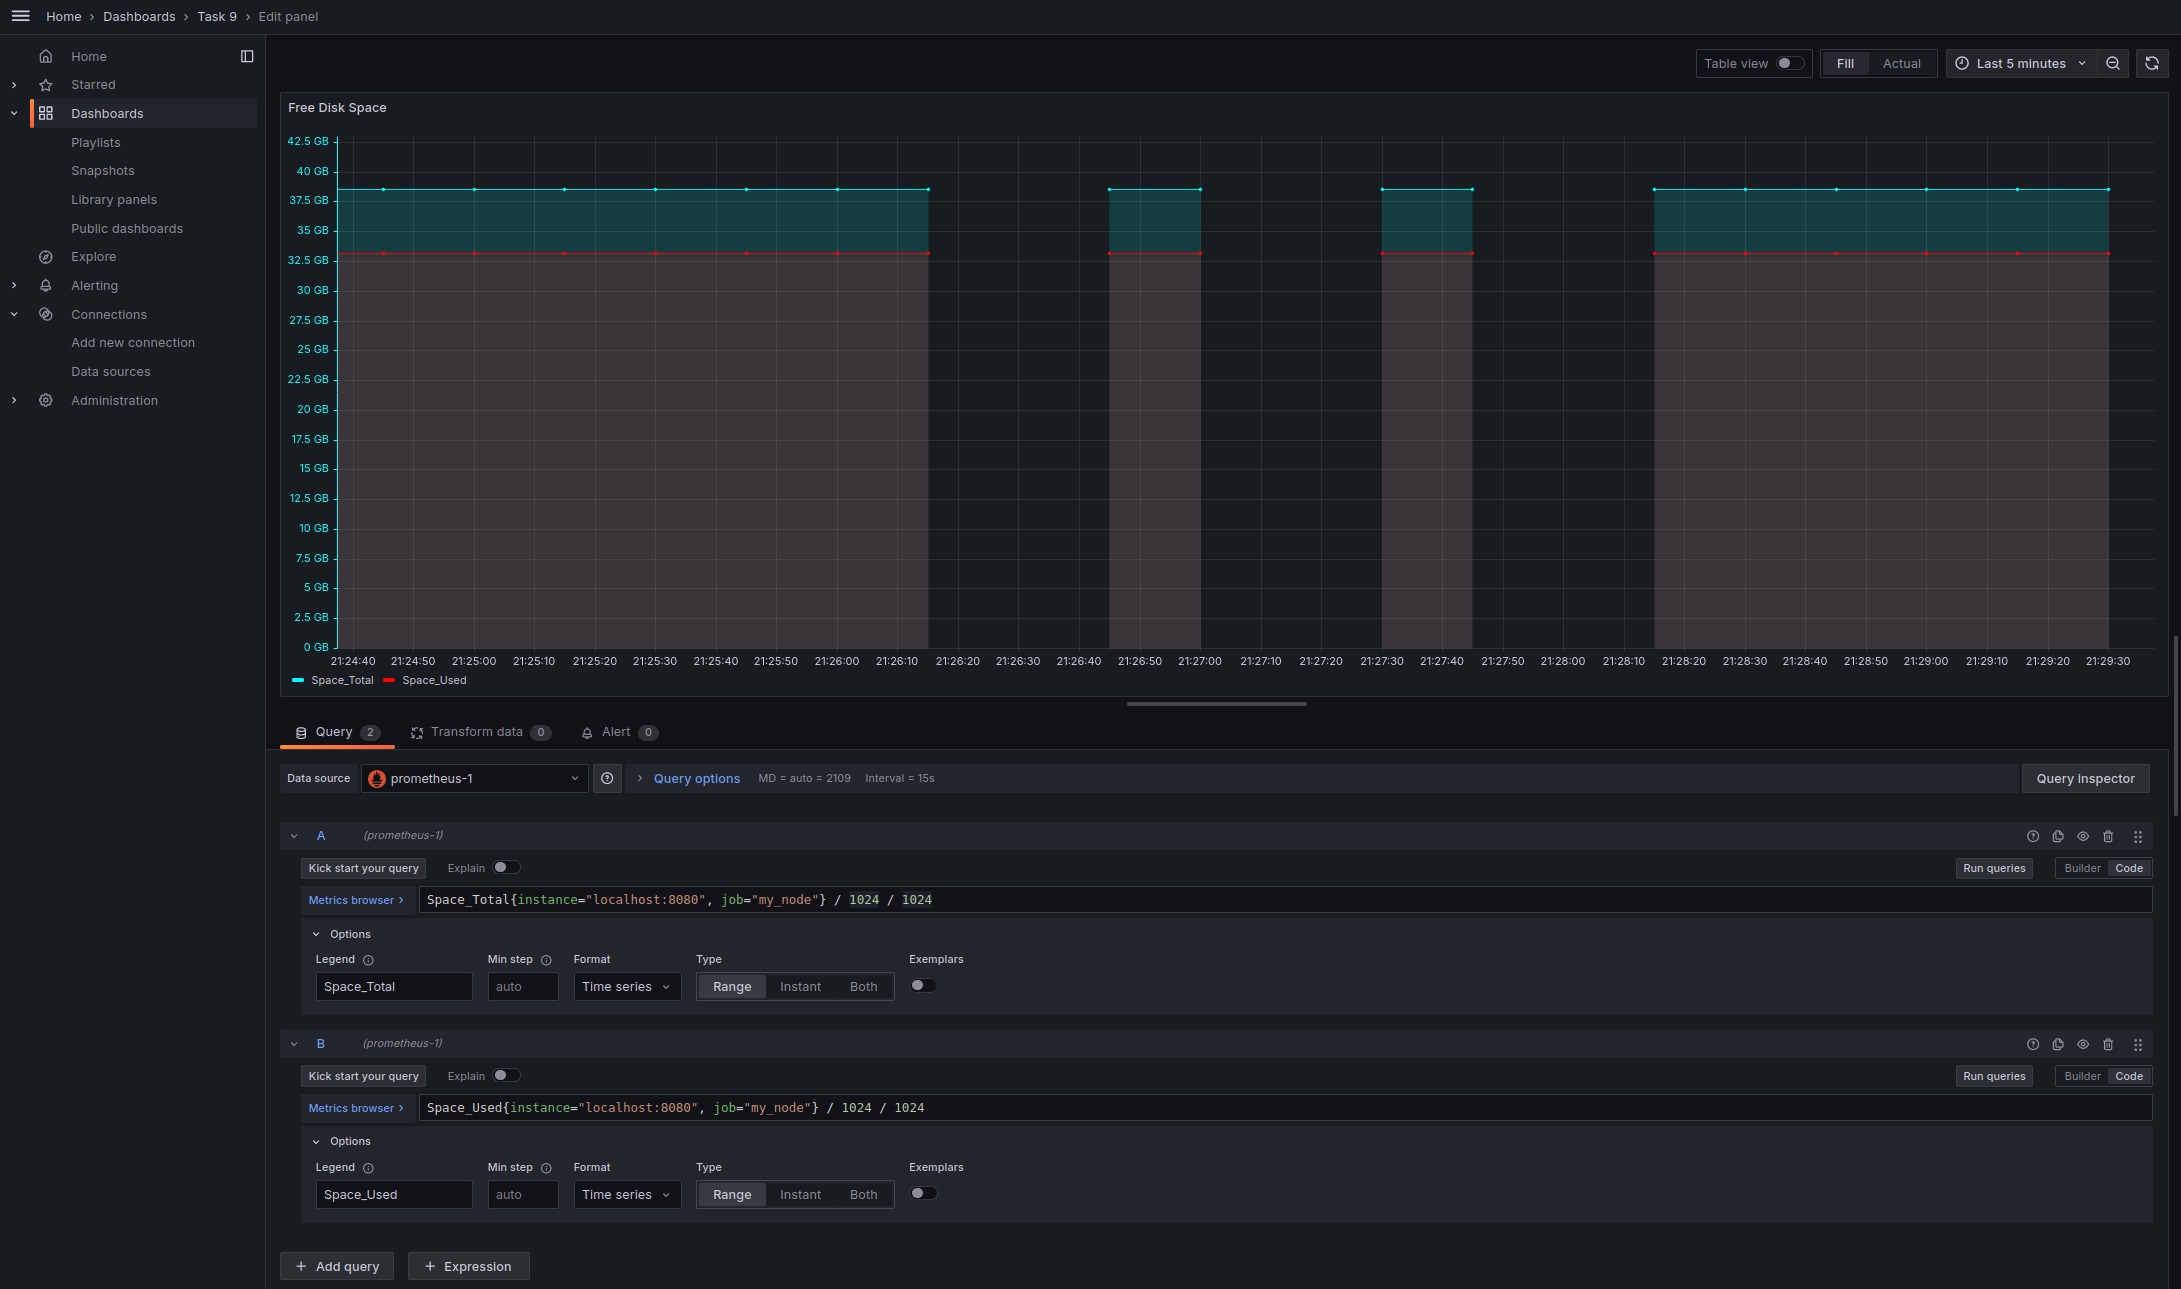 Home › Dashboards › Task 9 › Edit panel
Home
Starred
Dashboards
Playlists
Snapshots
Library panels
Public dashboards
Explore
Alerting
Connections
Add new connection
Data sources
Administration
Table view Fill Actual Last 5 minutes
Free Disk Space
42.5 GB
40 GB
37.5 GB
35 GB
32.5 GB
30 GB
27.5 GB
25 GB
22.5 GB
20 GB
17.5 GB
15 GB
12.5 GB
10 GB
7.5 GB
5 GB
2.5 GB
0 GB
21:24:40 21:24:50 21:25:00 21:25:10 21:25:20 21:25:30 21:25:40 21:25:50 21:26:00 21:26:10 21:26:20 21:26:30 21:26:40 21:26:50 21:27:00 21:27:10 21:27:20 21:27:30 21:27:40 21:27:50 21:28:00 21:28:10 21:28:20 21:28:30 21:28:40 21:28:50 21:29:00 21:29:10 21:29:20 21:29:30
Space_Total Space_Used
Query 2 Transform data 0 Alert 0
Data source prometheus-1 › Query options MD = auto = 2109 Interval = 15s Query inspector
A (prometheus-1)
Kick start your query Explain Run queries Builder Code
Metrics browser › Space_Total{instance="localhost:8080", job="my_node"} / 1024 / 1024
Options
Legend Min step Format Type Exemplars
Space_Total auto Time series Range Instant Both
B (prometheus-1)
Kick start your query Explain Run queries Builder Code
Metrics browser › Space_Used{instance="localhost:8080", job="my_node"} / 1024 / 1024
Options
Legend Min step Format Type Exemplars
Space_Used auto Time series Range Instant Both
+ Add query + Expression